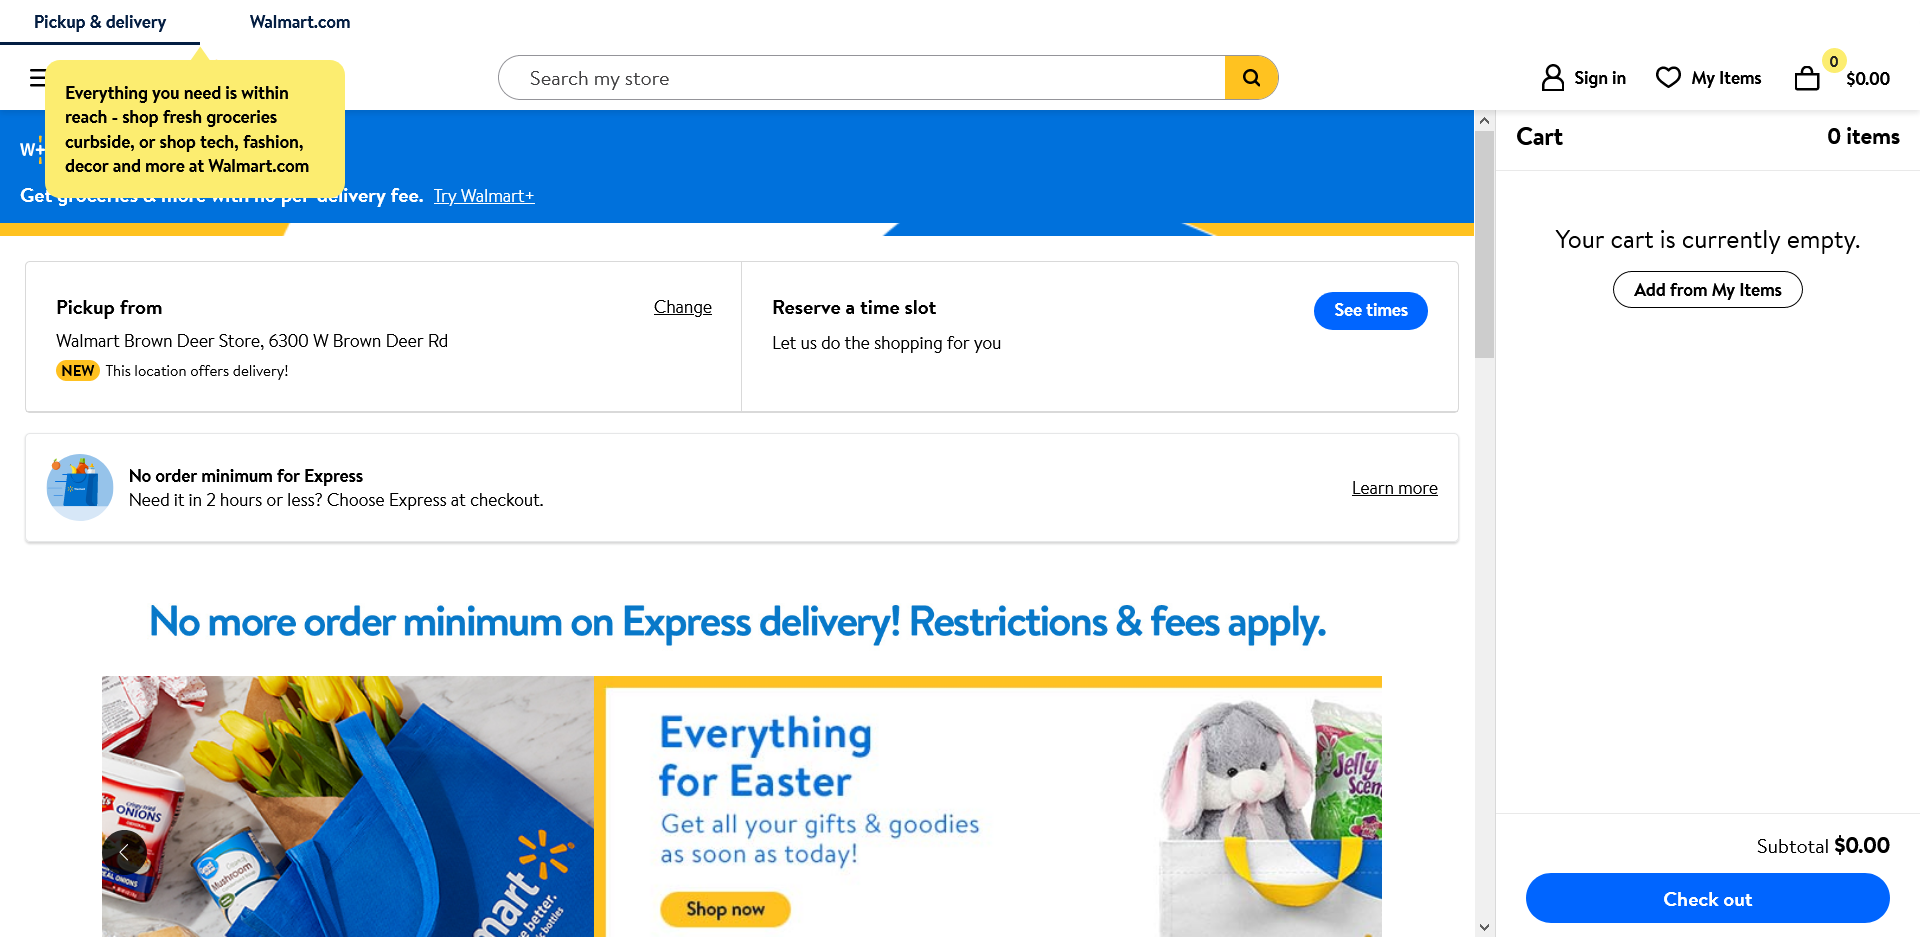 Pickup & delivery
Walmart.com
Everything you need is within
reach - shop fresh groceries
curbside, or shop tech, fashion,
decor and more at Walmart.com
Search my store
Sign in
My Items
0
$0.00
W+
Get groceries & more with no per-delivery fee. Try Walmart+
Cart
0 items
Your cart is currently empty.
Add from My Items
Pickup from
Change
Walmart Brown Deer Store, 6300 W Brown Deer Rd
NEW This location offers delivery!
Reserve a time slot
See times
Let us do the shopping for you
No order minimum for Express
Need it in 2 hours or less? Choose Express at checkout.
Learn more
No more order minimum on Express delivery! Restrictions & fees apply.
Crispy Fried
ONIONS
Mushroom
mart
e better.
bottles
Everything
for Easter
Get all your gifts & goodies
as soon as today!
Shop now
Jelly
Subtotal $0.00
Check out